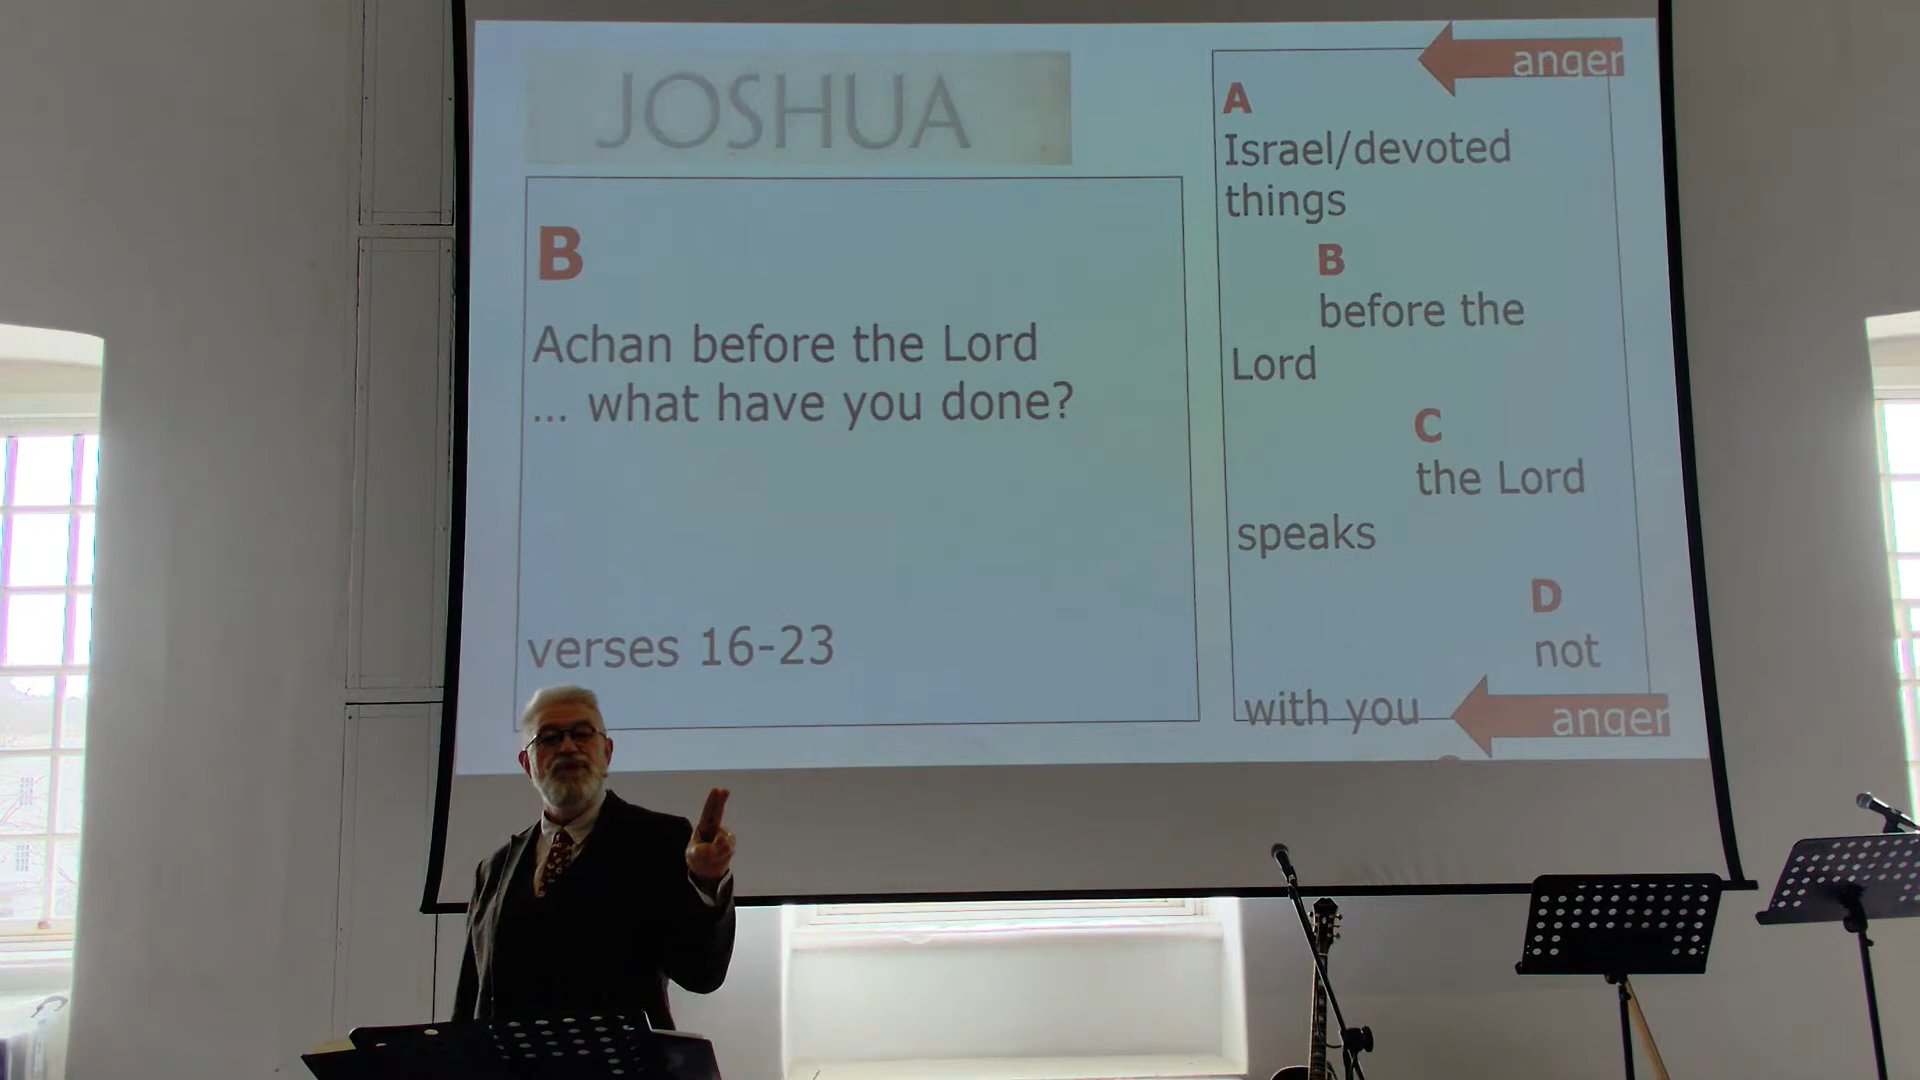 JOSHUA
B
Achan before the Lord
... what have you done?
verses 16-23
anger
A
Israel/devoted
things
B
before the
Lord
C
the Lord
speaks
D
not
with you
anger